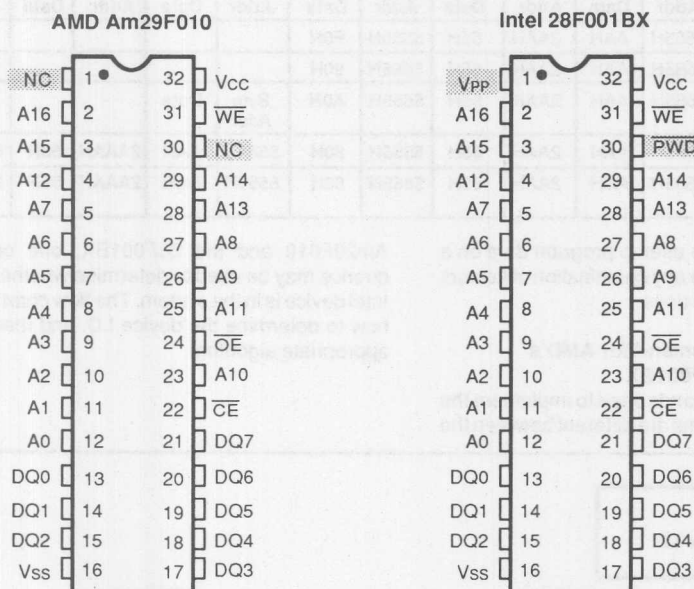 AMD Am29F010
Intel 28F001BX
NC 1 32 VCC
A16 2 31 WE
A15 3 30 NC
A12 4 29 A14
A7 5 28 A13
A6 6 27 A8
A5 7 26 A9
A4 8 25 A11
A3 9 24 OE
A2 10 23 A10
A1 11 22 CE
A0 12 21 DQ7
DQ0 13 20 DQ6
DQ1 14 19 DQ5
DQ2 15 18 DQ4
VSS 16 17 DQ3
VPP 1 32 VCC
A16 2 31 WE
A15 3 30 PWD
A12 4 29 A14
A7 5 28 A13
A6 6 27 A8
A5 7 26 A9
A4 8 25 A11
A3 9 24 OE
A2 10 23 A10
A1 11 22 CE
A0 12 21 DQ7
DQ0 13 20 DQ6
DQ1 14 19 DQ5
DQ2 15 18 DQ4
VSS 16 17 DQ3